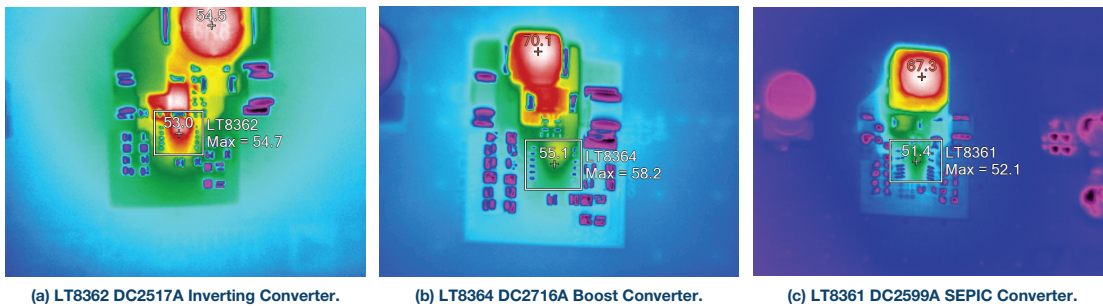 54.5
53.0
LT8362
Max = 54.7
(a) LT8362 DC2517A Inverting Converter.
70.1
55.1
LT8364
Max = 58.2
(b) LT8364 DC2716A Boost Converter.
67.3
51.4
LT8361
Max = 52.1
(c) LT8361 DC2599A SEPIC Converter.